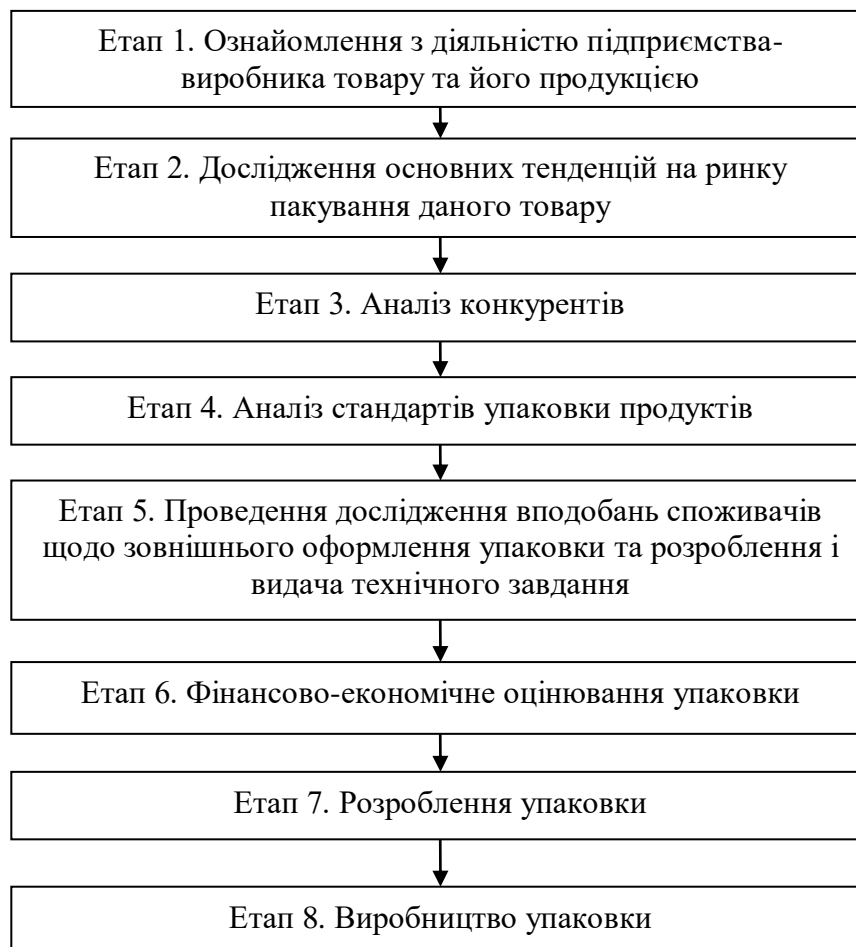 Етап 1. Ознайомлення з діяльністю підприємства-
виробника товару та його продукцією
Етап 2. Дослідження основних тенденцій на ринку
пакування даного товару
Етап 3. Аналіз конкурентів
Етап 4. Аналіз стандартів упаковки продуктів
Етап 5. Проведення дослідження вподобань споживачів
щодо зовнішнього оформлення упаковки та розроблення і
видача технічного завдання
Етап 6. Фінансово-економічне оцінювання упаковки
Етап 7. Розроблення упаковки
Етап 8. Виробництво упаковки